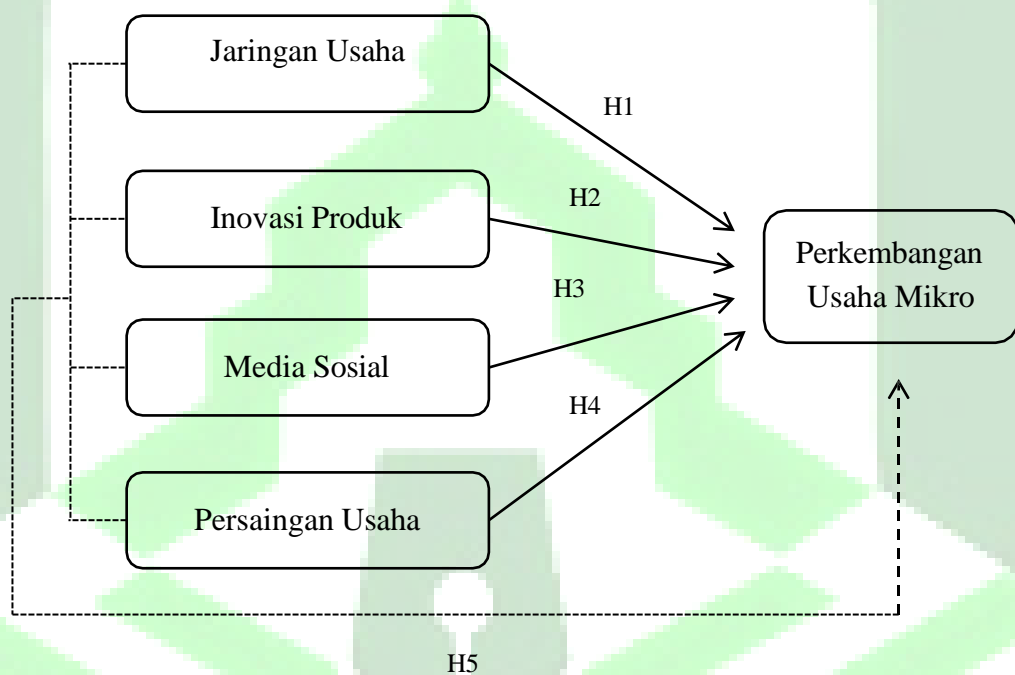 Jaringan Usaha
H1
Inovasi Produk
H2
Perkembangan
Usaha Mikro
H3
Media Sosial
H4
Persaingan Usaha
H5